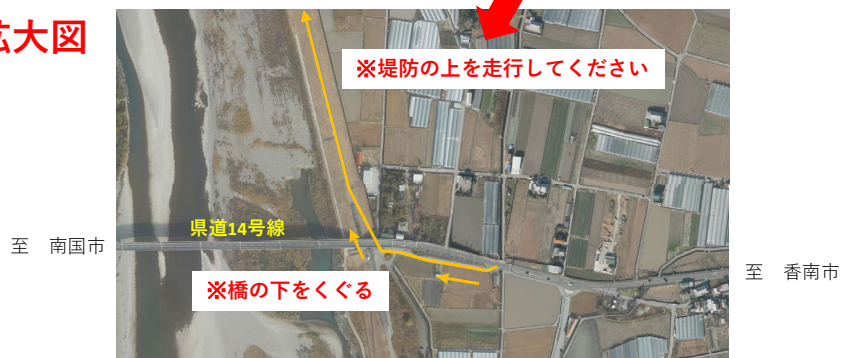 拡大図
※堤防の上を走行してください
県道14号線
至　南国市
至　香南市
※橋の下をくぐる